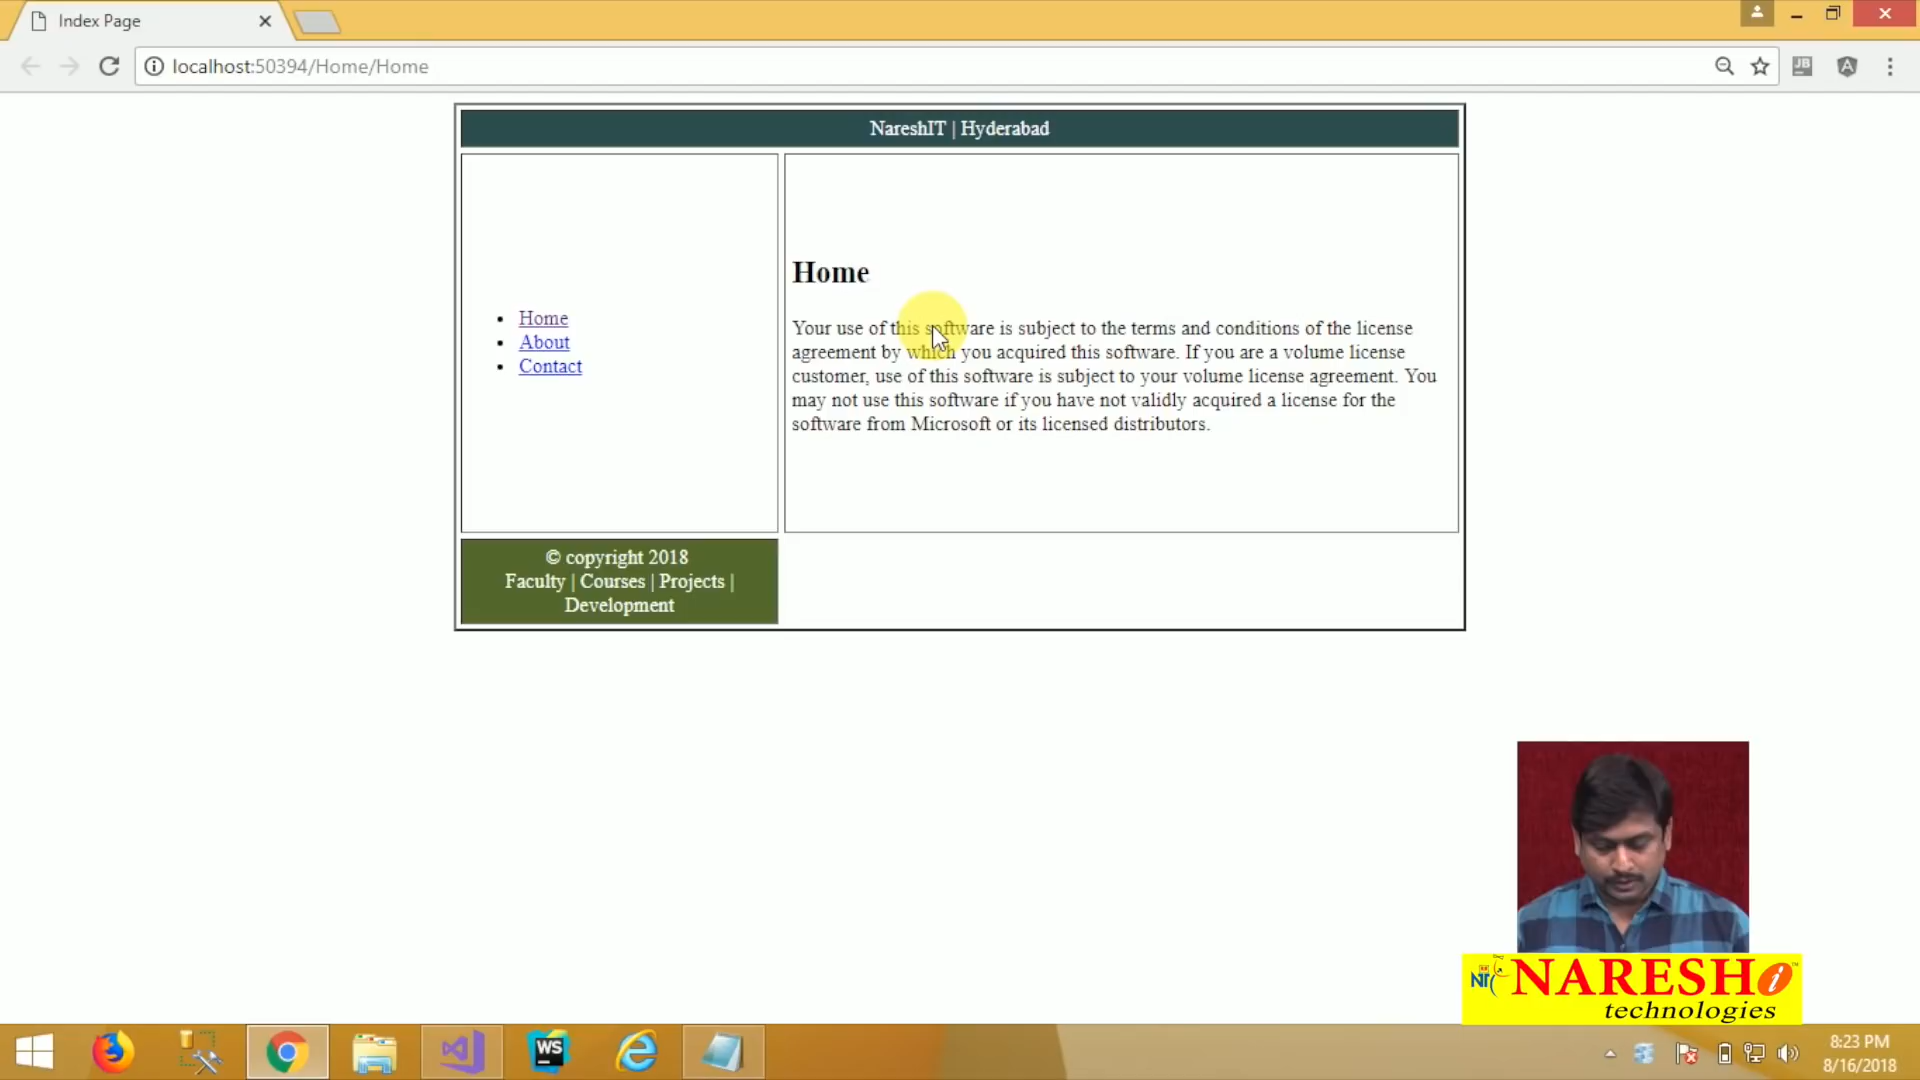 Index Page
localhost:50394/Home/Home
JB
A
NareshIT | Hyderabad
Home
About
Contact
Home
Your use of this software is subject to the terms and conditions of the license
agreement by which you acquired this software. If you are a volume license
customer, use of this software is subject to your volume license agreement. You
may not use this software if you have not validly acquired a license for the
software from Microsoft or its licensed distributors.
© copyright 2018
Faculty | Courses | Projects |
Development
NARESH i
technologies
WS
8:23 PM
8/16/2018